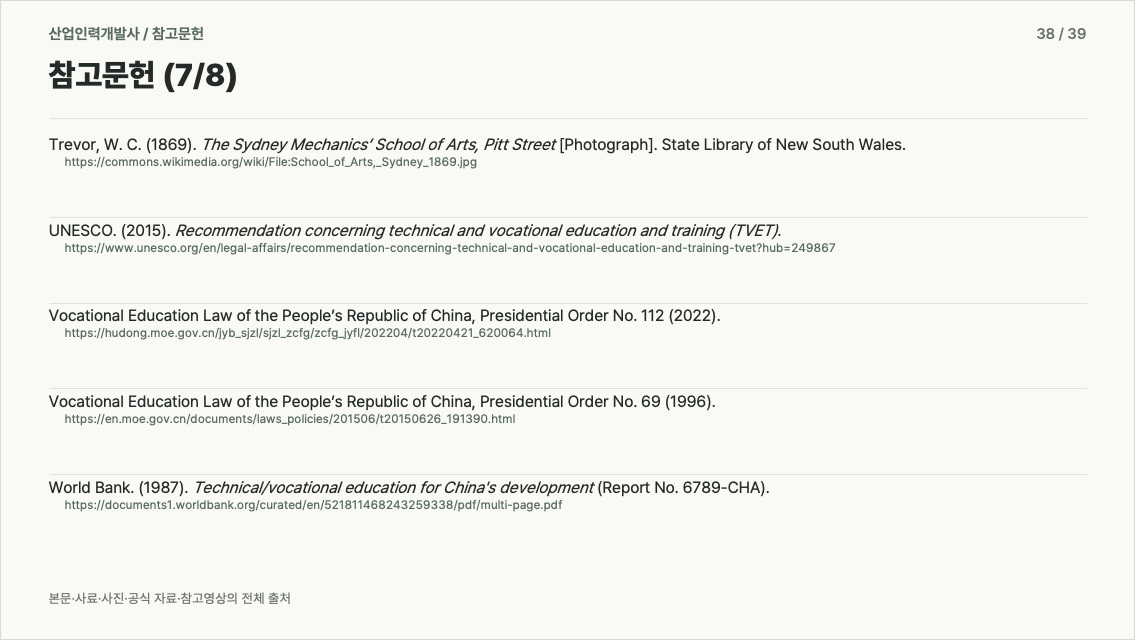 산업인력개발사 / 참고문헌
38 / 39
참고문헌 (7/8)
Trevor, W. C. (1869). The Sydney Mechanics’ School of Arts, Pitt Street [Photograph]. State Library of New South Wales.
https://commons.wikimedia.org/wiki/File:School_of_Arts,_Sydney_1869.jpg
UNESCO. (2015). Recommendation concerning technical and vocational education and training (TVET).
https://www.unesco.org/en/legal-affairs/recommendation-concerning-technical-and-vocational-education-and-training-tvet?hub=249867
Vocational Education Law of the People’s Republic of China, Presidential Order No. 112 (2022).
https://hudong.moe.gov.cn/jyb_sjzl/sjzl_zcfg/zcfg_jyfl/202204/t20220421_620064.html
Vocational Education Law of the People’s Republic of China, Presidential Order No. 69 (1996).
https://en.moe.gov.cn/documents/laws_policies/201506/t20150626_191390.html
World Bank. (1987). Technical/vocational education for China's development (Report No. 6789-CHA).
https://documents1.worldbank.org/curated/en/521811468243259338/pdf/multi-page.pdf
본문·사료·사진·공식 자료·참고영상의 전체 출처